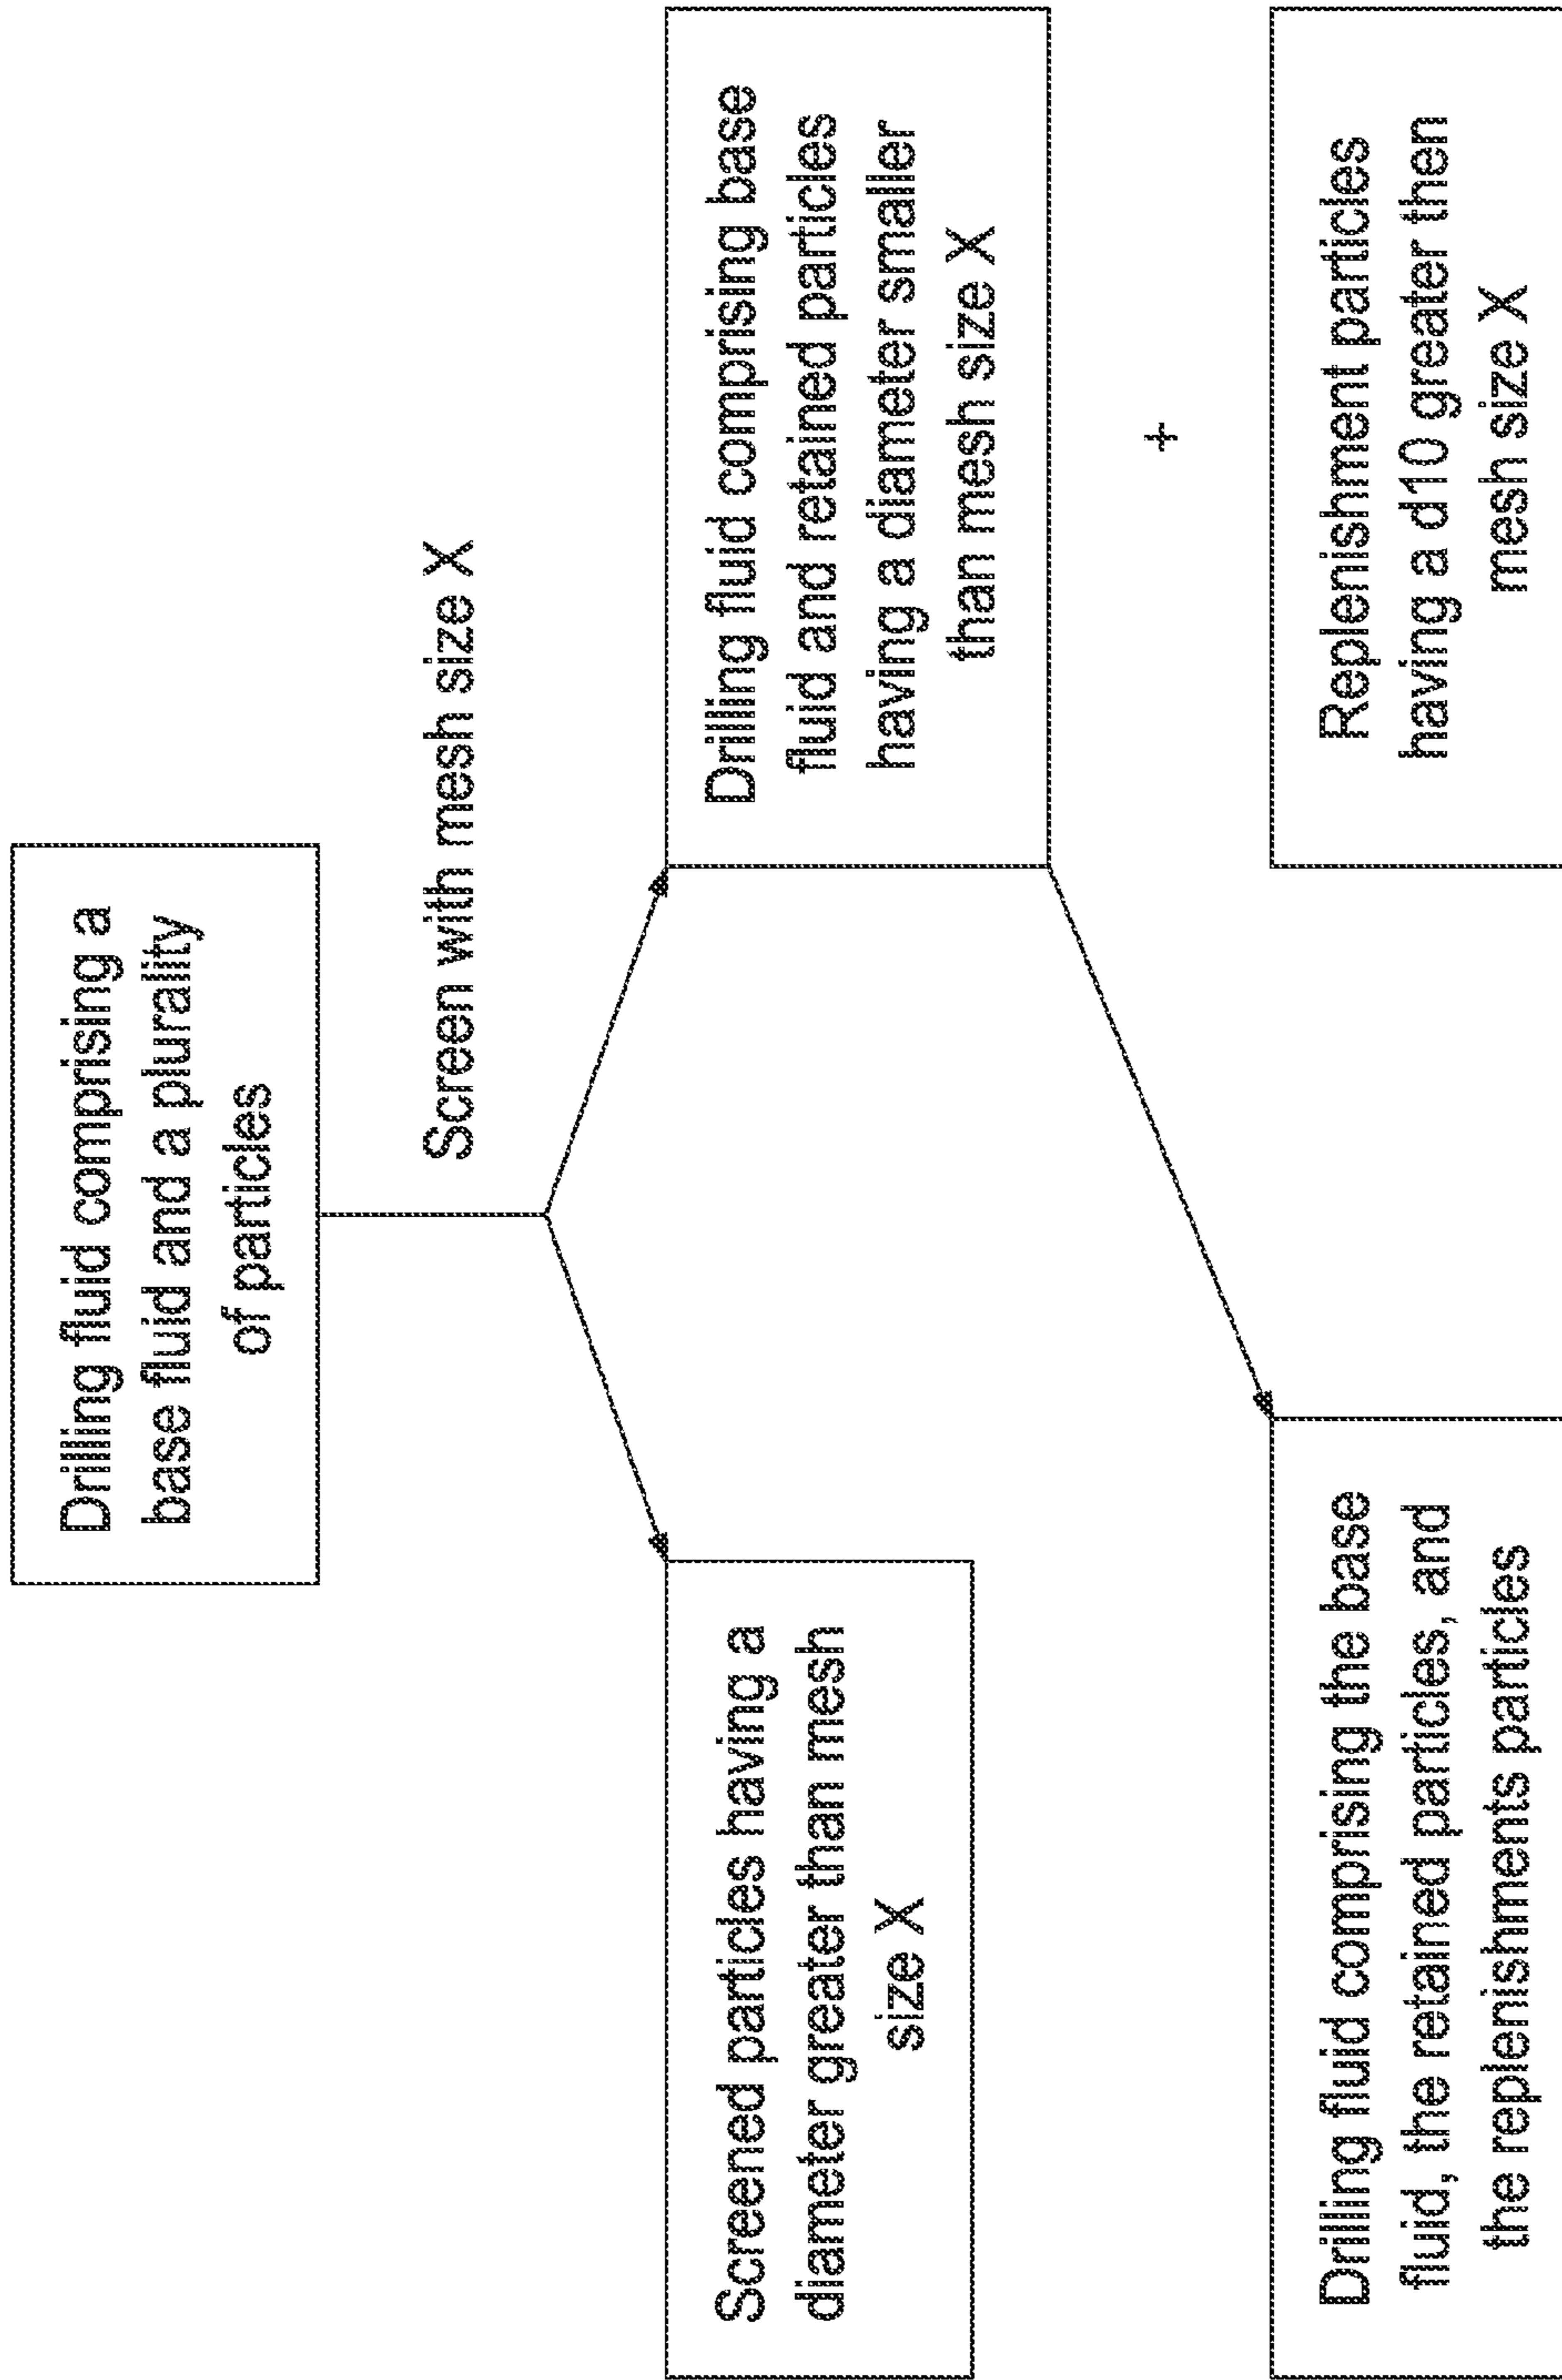 Drilling fluid comprising a
base fluid and a plurality
of particles
Screen with mesh size X
Screened particles having a
diameter greater than mesh
size X
Drilling fluid comprising base
fluid and retained particles
having a diameter smaller
than mesh size X
+
Replenishment particles
having a d10 greater then
mesh size X
Drilling fluid comprising the base
fluid, the retained particles, and
the replenishments particles